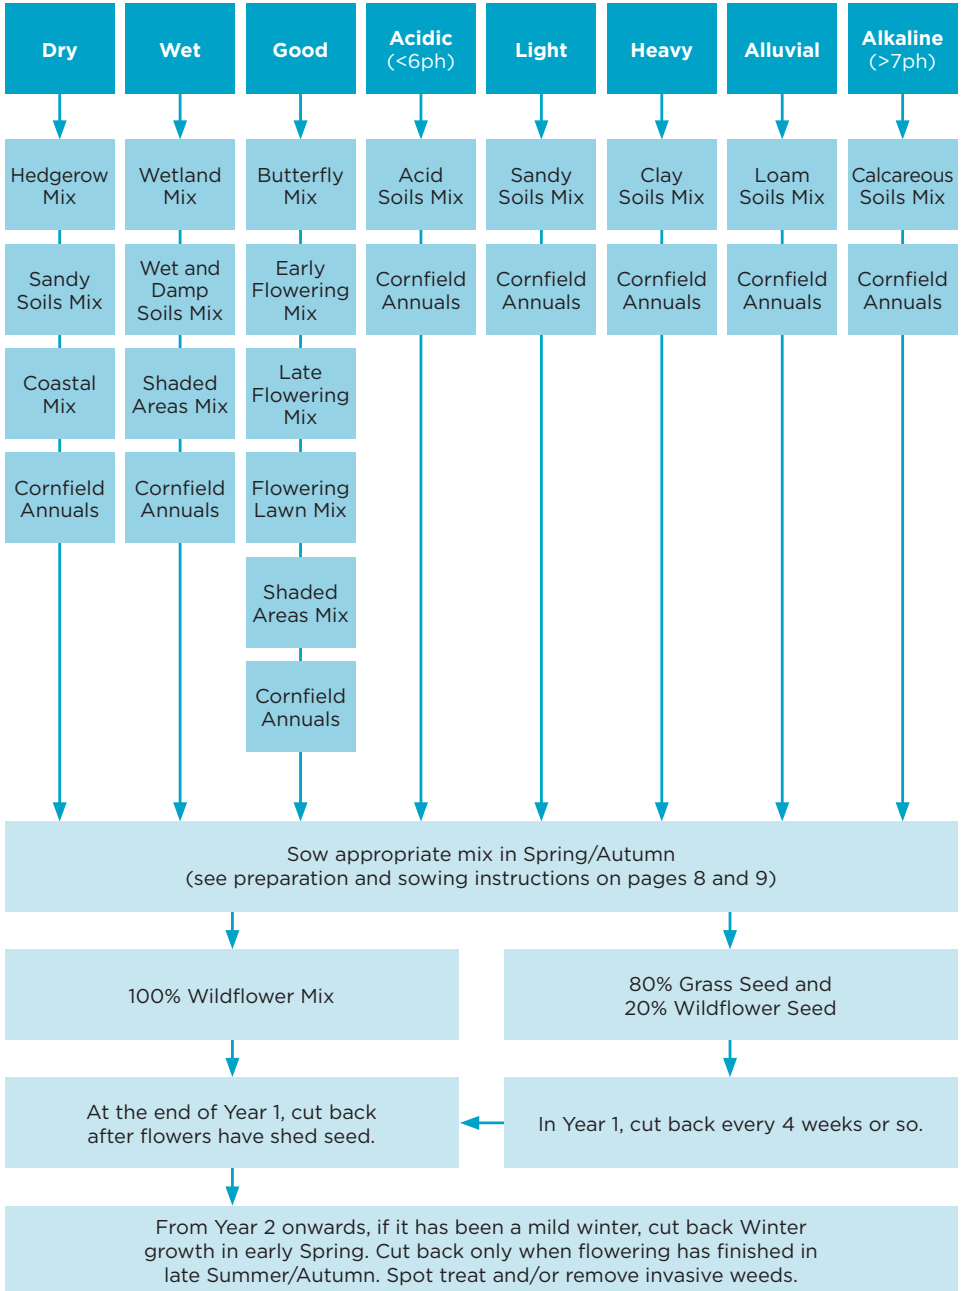 Dry
Wet
Good
Acidic
(<6ph)
Light
Heavy
Alluvial
Alkaline
(>7ph)
Hedgerow
Mix
Wetland
Mix
Butterfly
Mix
Acid
Soils Mix
Sandy
Soils Mix
Clay
Soils Mix
Loam
Soils Mix
Calcareous
Soils Mix
Sandy
Soils Mix
Wet and
Damp
Soils Mix
Early
Flowering
Mix
Cornfield
Annuals
Cornfield
Annuals
Cornfield
Annuals
Cornfield
Annuals
Cornfield
Annuals
Coastal
Mix
Shaded
Areas Mix
Late
Flowering
Mix
Cornfield
Annuals
Cornfield
Annuals
Flowering
Lawn Mix
Shaded
Areas Mix
Cornfield
Annuals
Sow appropriate mix in Spring/Autumn
(see preparation and sowing instructions on pages 8 and 9)
100% Wildflower Mix
80% Grass Seed and
20% Wildflower Seed
At the end of Year 1, cut back
after flowers have shed seed.
In Year 1, cut back every 4 weeks or so.
From Year 2 onwards, if it has been a mild winter, cut back Winter
growth in early Spring. Cut back only when flowering has finished in
late Summer/Autumn. Spot treat and/or remove invasive weeds.